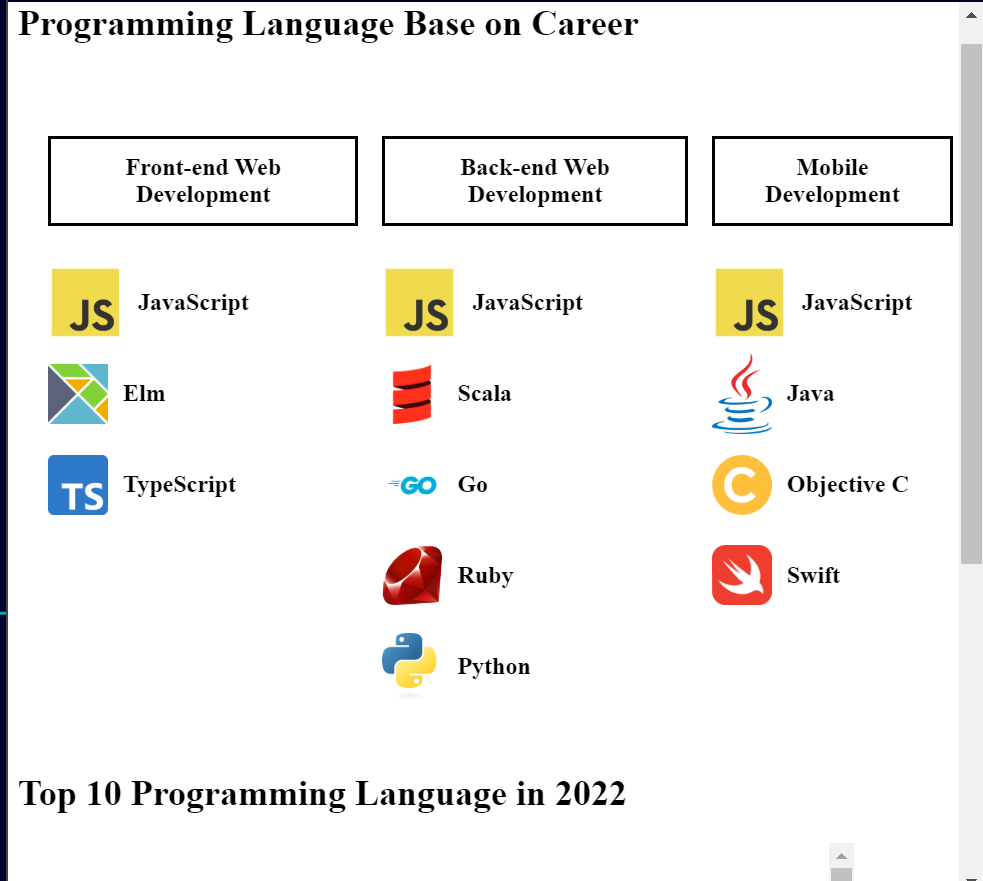 Programming Language Base on Career
Front-end Web
Development
Back-end Web
Development
Mobile
Development
JS JavaScript
JS JavaScript
JS JavaScript
Elm
Scala
Java
TS TypeScript
GO Go
C Objective C
Ruby
Swift
Python
Top 10 Programming Language in 2022